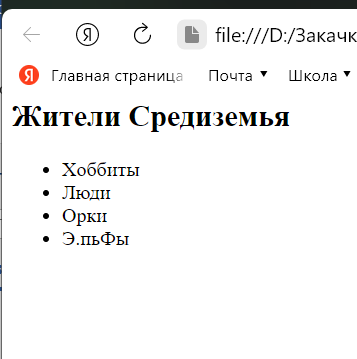 Я
file:///D:/Закачк
Я Главная страница Почта Школа
Жители Средиземья
Хоббиты
Люди
Орки
Э.пьФы